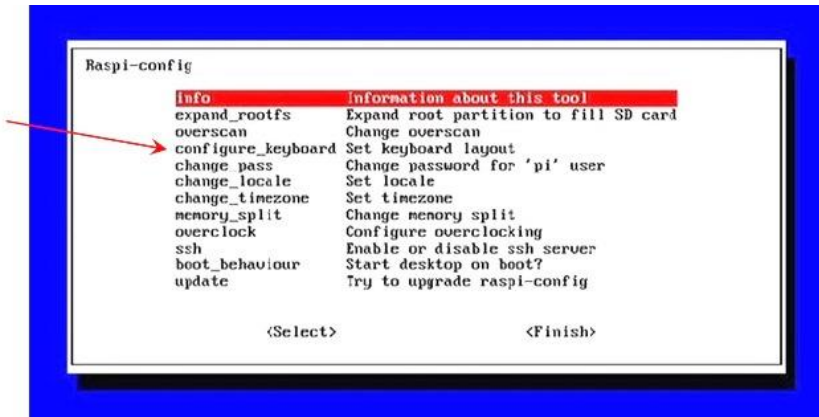 Raspi-config
info Information about this tool
expand_rootfs Expand root partition to fill SD card
overscan Change overscan
configure_keyboard Set keyboard layout
change_pass Change password for 'pi' user
change_locale Set locale
change_timezone Set timezone
memory_split Change memory split
overclock Configure overclocking
ssh Enable or disable ssh server
boot_behaviour Start desktop on boot?
update Try to upgrade raspi-config
<Select> <Finish>